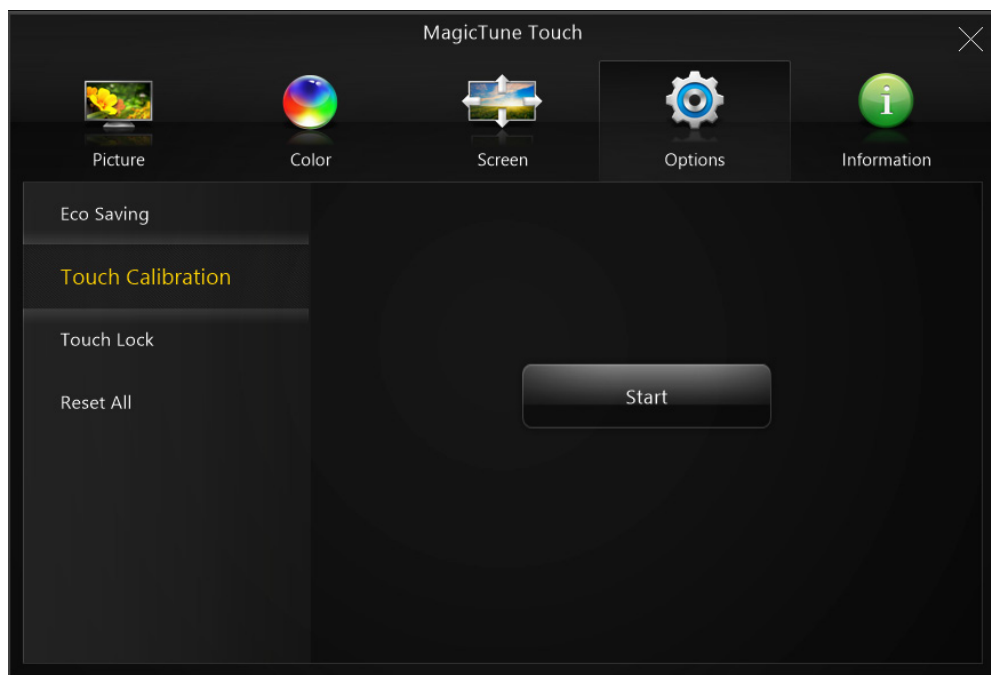 MagicTune Touch
Picture
Color
Screen
Options
i
Information
Eco Saving
Touch Calibration
Touch Lock
Reset All
Start